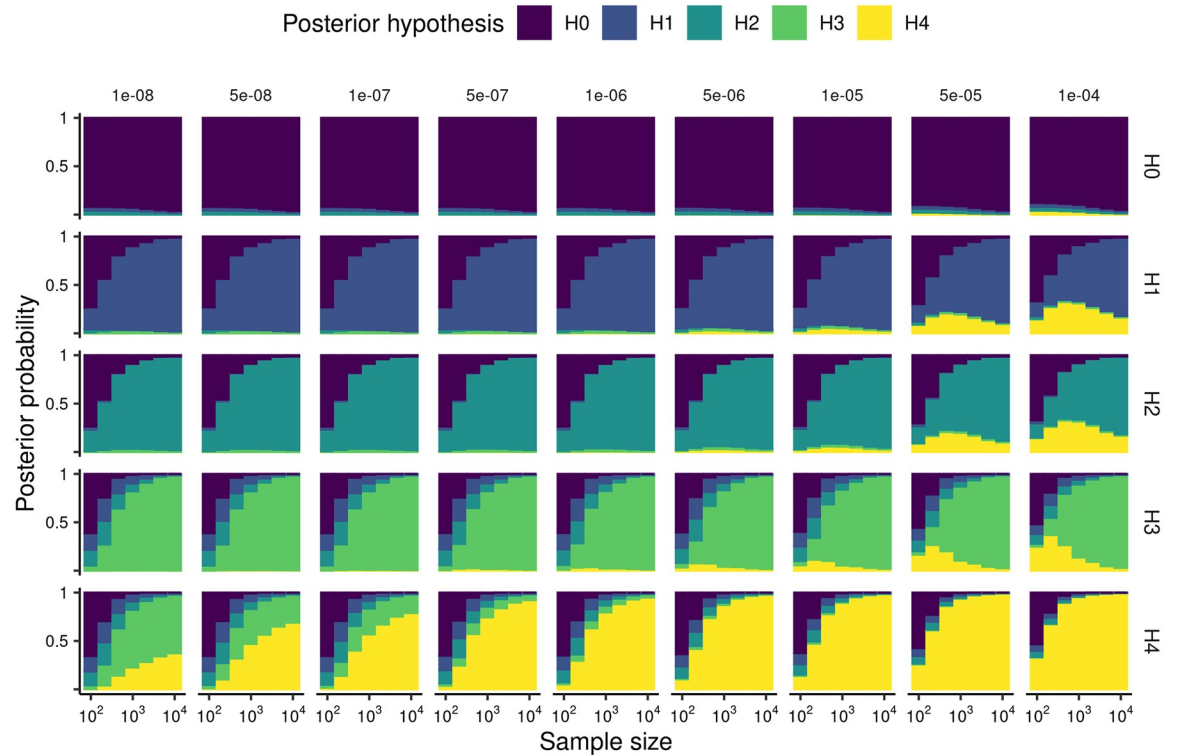 Posterior hypothesis H0 H1 H2 H3 H4
1e-08 5e-08 1e-07 5e-07 1e-06 5e-06 1e-05 5e-05 1e-04
1
0.5
H0
1
0.5
H1
1
0.5
H2
1
0.5
H3
1
0.5
H4
Posterior probability
10² 10³ 10⁴ 10² 10³ 10⁴ 10² 10³ 10⁴ 10² 10³ 10⁴ 10² 10³ 10⁴ 10² 10³ 10⁴ 10² 10³ 10⁴ 10² 10³ 10⁴ 10² 10³ 10⁴
Sample size